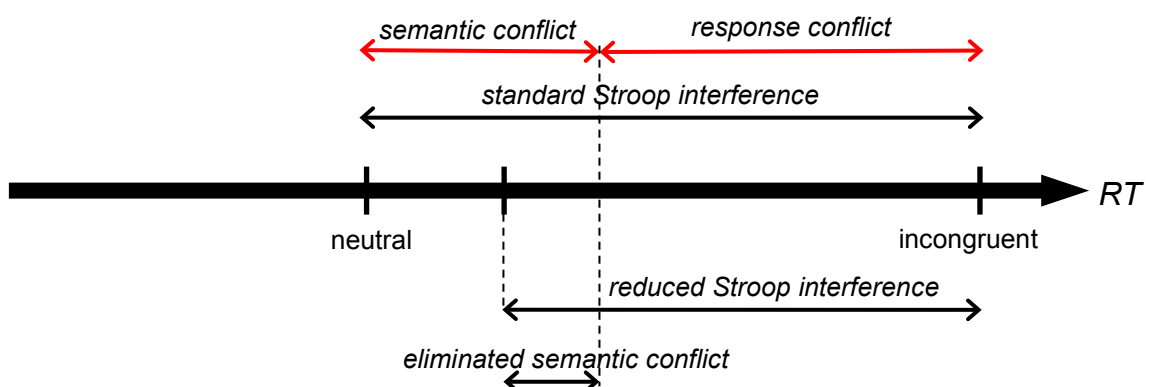 semantic conflict
response conflict
standard Stroop interference
RT
neutral
incongruent
reduced Stroop interference
eliminated semantic conflict